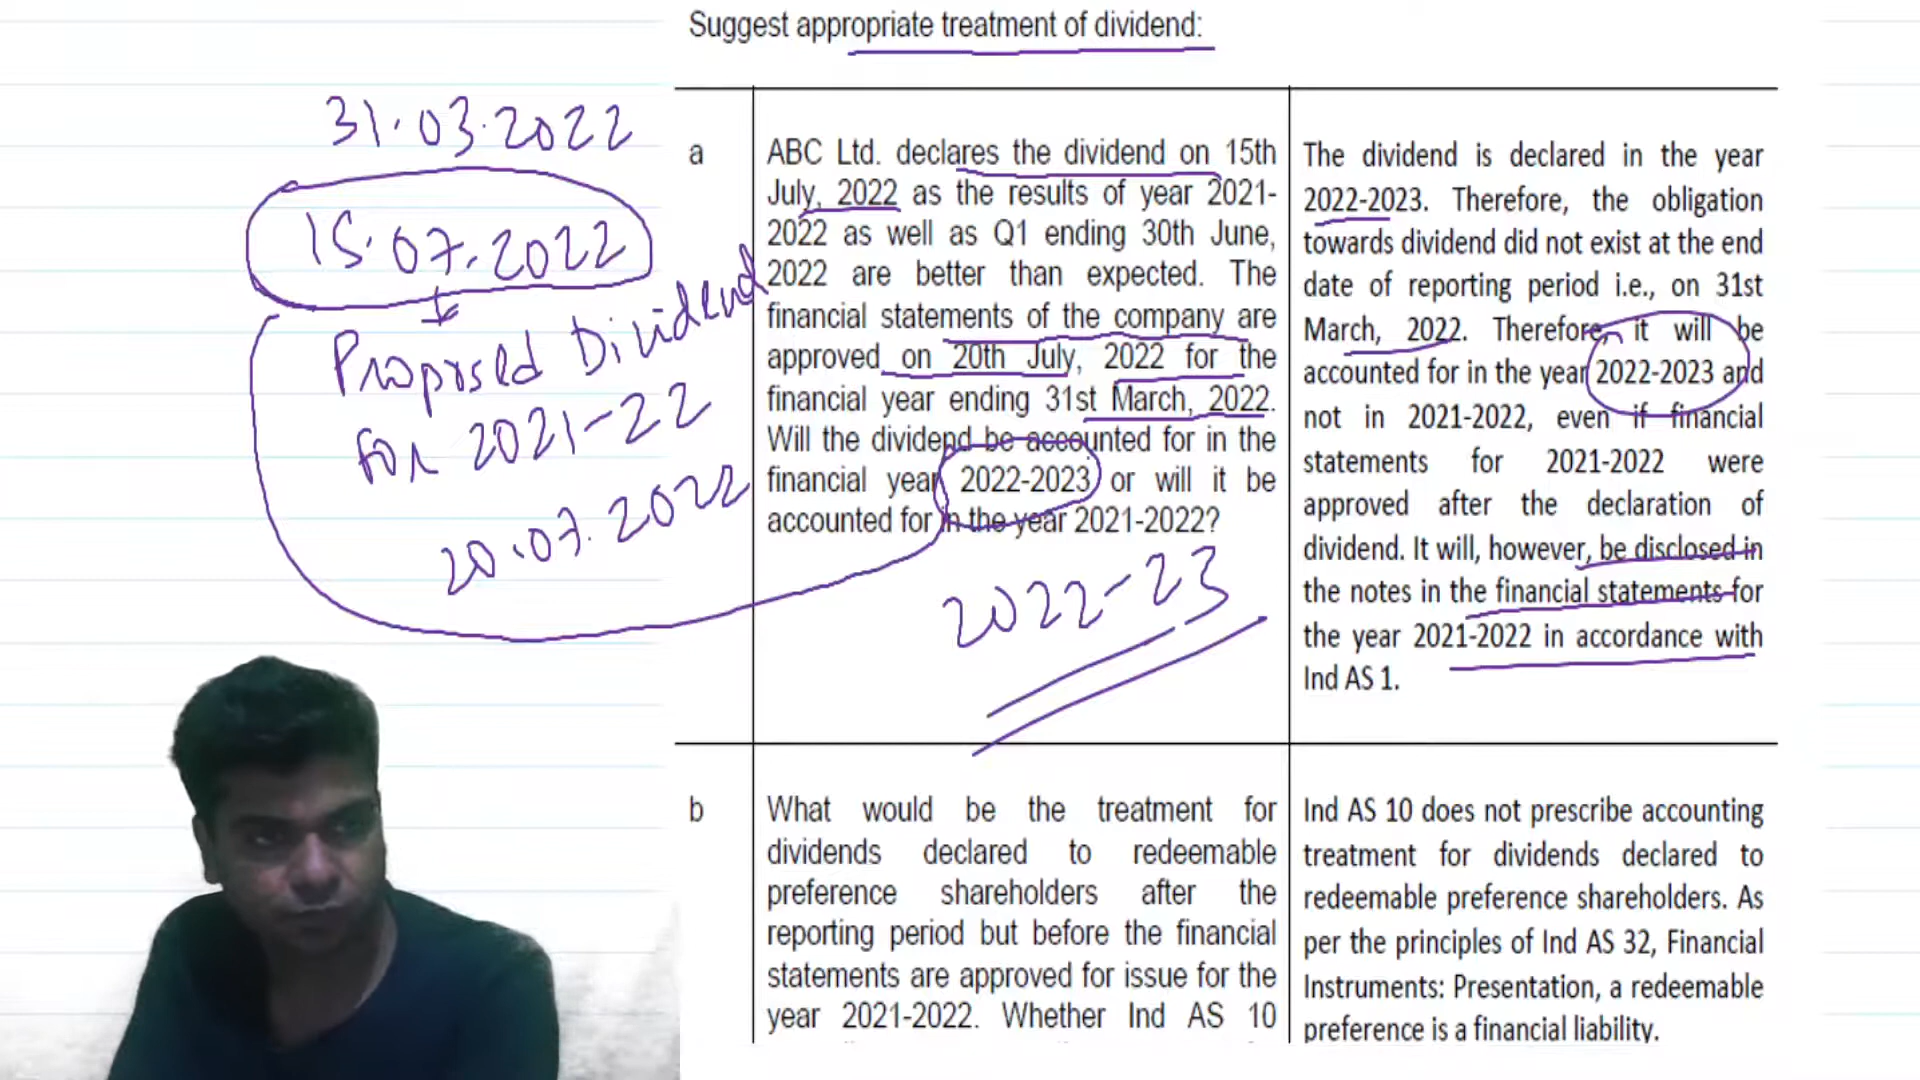 Suggest appropriate treatment of dividend:
31.03.2022
15.07.2022
Proposed Dividend
for 2021-22
20.07.2022
a
ABC Ltd. declares the dividend on 15th
July, 2022 as the results of year 2021-
2022 as well as Q1 ending 30th June,
2022 are better than expected. The
financial statements of the company are
approved on 20th July, 2022 for the
financial year ending 31st March, 2022.
Will the dividend be accounted for in the
financial year 2022-2023 or will it be
accounted for in the year 2021-2022?
2022-23
The dividend is declared in the year
2022-2023. Therefore, the obligation
towards dividend did not exist at the end
date of reporting period i.e., on 31st
March, 2022. Therefore, it will be
accounted for in the year 2022-2023 and
not in 2021-2022, even if financial
statements for 2021-2022 were
approved after the declaration of
dividend. It will, however, be disclosed in
the notes in the financial statements for
the year 2021-2022 in accordance with
Ind AS 1.
b
What would be the treatment for
dividends declared to redeemable
preference shareholders after the
reporting period but before the financial
statements are approved for issue for the
year 2021-2022. Whether Ind AS 10
Ind AS 10 does not prescribe accounting
treatment for dividends declared to
redeemable preference shareholders. As
per the principles of Ind AS 32, Financial
Instruments: Presentation, a redeemable
preference is a financial liability.